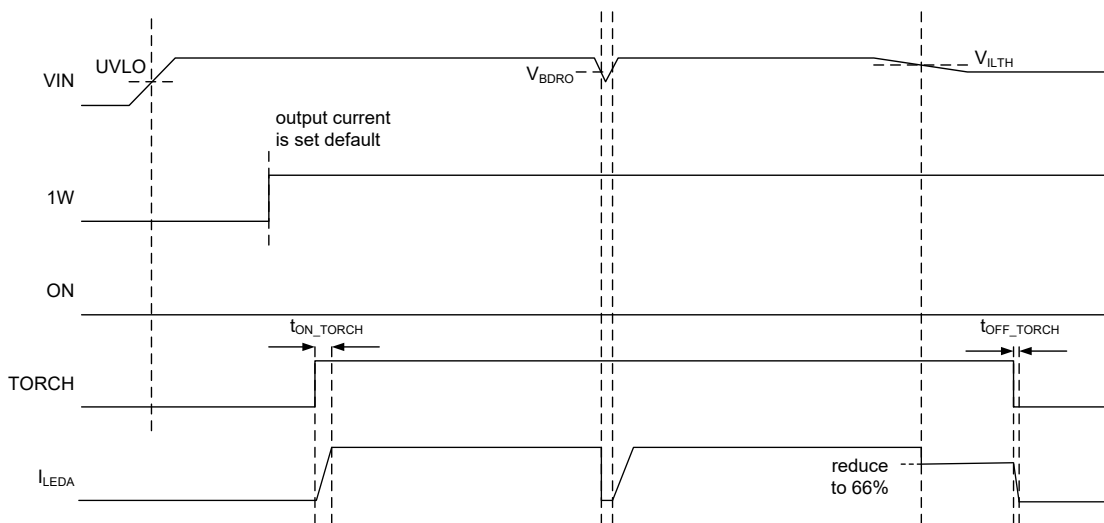 UVLO
VIN
V_BDRO
V_ILTH
output current
is set default
1W
ON
t_ON_TORCH
t_OFF_TORCH
TORCH
I_LEDA
reduce
to 66%